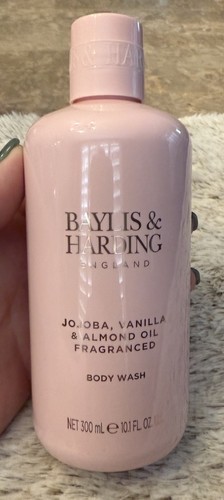 BAYLIS &
HARDING
ENGLAND
JOJOBA, VANILLA
& ALMOND OIL
FRAGRANCED
BODY WASH
NET 300 mL ℮ 10.1 FL. OZ.